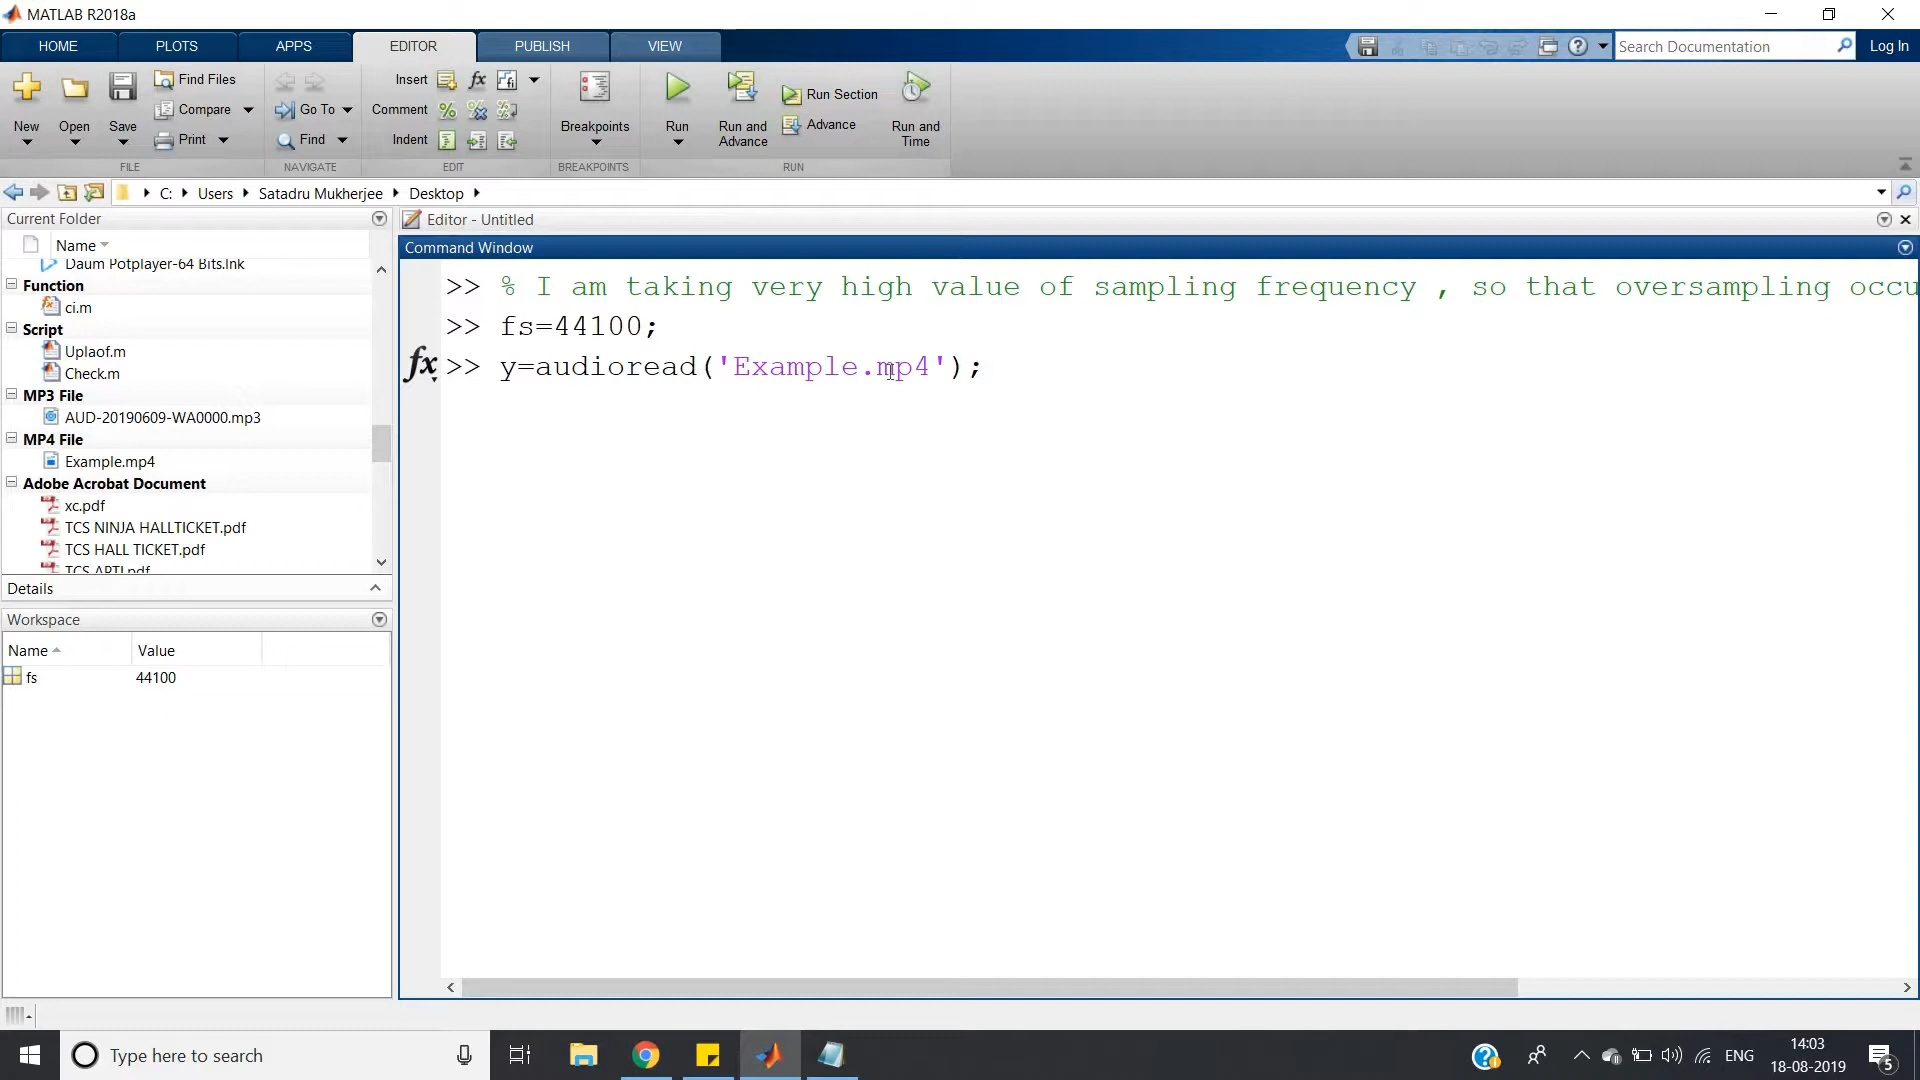 MATLAB R2018a
HOME
PLOTS
APPS
EDITOR
PUBLISH
VIEW
Search Documentation
Log In
New
Open
Save
Find Files
Compare
Print
FILE
Go To
Find
NAVIGATE
Insert
fx
Comment
Indent
EDIT
Breakpoints
BREAKPOINTS
Run
Run and Advance
Run Section
Advance
Run and Time
RUN
C:
Users
Satadru Mukherjee
Desktop
Current Folder
Name
Daum Potplayer-64 Bits.lnk
Function
ci.m
Script
Uplaof.m
Check.m
MP3 File
AUD-20190609-WA0000.mp3
MP4 File
Example.mp4
Adobe Acrobat Document
xc.pdf
TCS NINJA HALLTICKET.pdf
TCS HALL TICKET.pdf
Details
Workspace
Name Value
fs 44100
Editor - Untitled
Command Window
>> % I am taking very high value of sampling frequency , so that oversampling occu
>> fs=44100;
fx >> y=audioread('Example.mp4');
Type here to search
ENG
14:03
18-08-2019
5